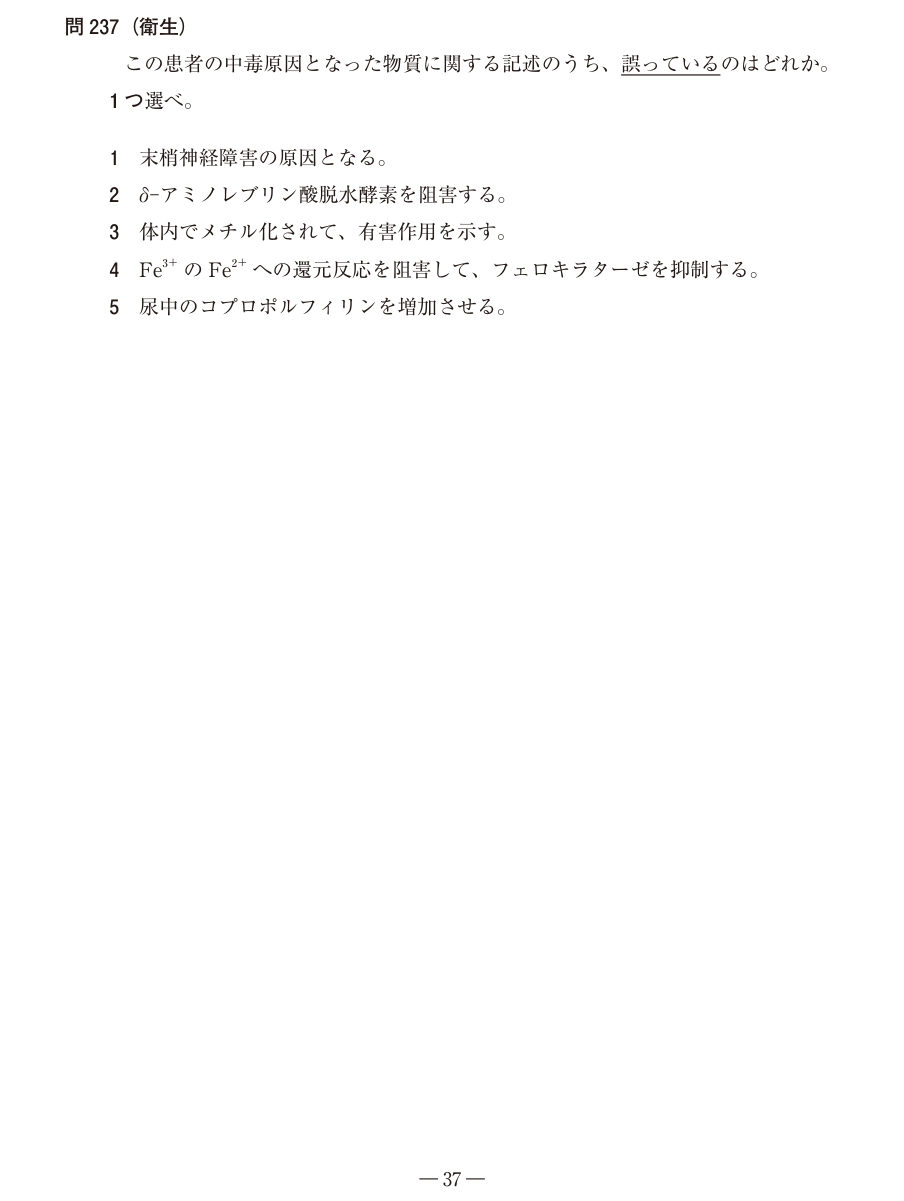 問 237（衛生）
この患者の中毒原因となった物質に関する記述のうち、誤っているのはどれか。
1 つ選べ。
1 末梢神経障害の原因となる。
2 δ-アミノレブリン酸脱水酵素を阻害する。
3 体内でメチル化されて、有害作用を示す。
4 Fe³⁺ の Fe²⁺ への還元反応を阻害して、フェロキラターゼを抑制する。
5 尿中のコプロポルフィリンを増加させる。
— 37 —